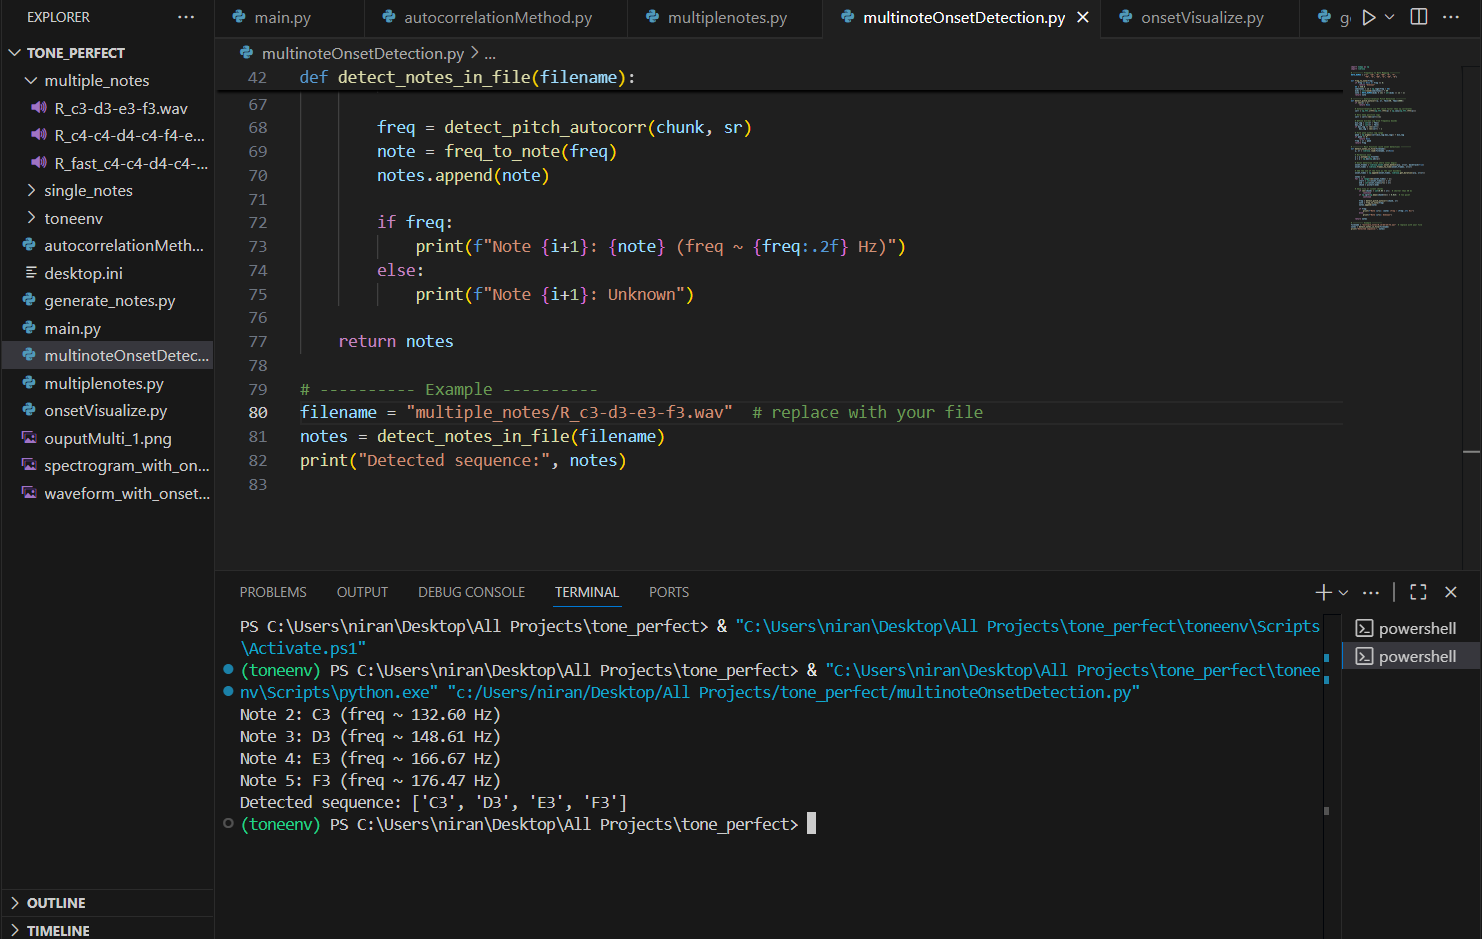 EXPLORER
TONE_PERFECT
multiple_notes
R_c3-d3-e3-f3.wav
R_c4-c4-d4-c4-f4-e...
R_fast_c4-c4-d4-c4-...
single_notes
toneenv
autocorrelationMeth...
desktop.ini
generate_notes.py
main.py
multinoteOnsetDetec...
multiplenotes.py
onsetVisualize.py
ouputMulti_1.png
spectrogram_with_on...
waveform_with_onset...
OUTLINE
TIMELINE
main.py autocorrelationMethod.py multiplenotes.py multinoteOnsetDetection.py onsetVisualize.py
multinoteOnsetDetection.py > ...
42 def detect_notes_in_file(filename):
67
68 freq = detect_pitch_autocorr(chunk, sr)
69 note = freq_to_note(freq)
70 notes.append(note)
71
72 if freq:
73 print(f"Note {i+1}: {note} (freq ~ {freq:.2f} Hz)")
74 else:
75 print(f"Note {i+1}: Unknown")
76
77 return notes
78
79 # ---------- Example ----------
80 filename = "multiple_notes/R_c3-d3-e3-f3.wav"  # replace with your file
81 notes = detect_notes_in_file(filename)
82 print("Detected sequence:", notes)
83
PROBLEMS OUTPUT DEBUG CONSOLE TERMINAL PORTS
PS C:\Users\niran\Desktop\All Projects\tone_perfect> & "C:\Users\niran\Desktop\All Projects\tone_perfect\toneenv\Scripts
\Activate.ps1"
(toneenv) PS C:\Users\niran\Desktop\All Projects\tone_perfect> & "C:\Users\niran\Desktop\All Projects\tone_perfect\tonee
nv\Scripts\python.exe" "c:/Users/niran/Desktop/All Projects/tone_perfect/multinoteOnsetDetection.py"
Note 2: C3 (freq ~ 132.60 Hz)
Note 3: D3 (freq ~ 148.61 Hz)
Note 4: E3 (freq ~ 166.67 Hz)
Note 5: F3 (freq ~ 176.47 Hz)
Detected sequence: ['C3', 'D3', 'E3', 'F3']
(toneenv) PS C:\Users\niran\Desktop\All Projects\tone_perfect>
powershell
powershell